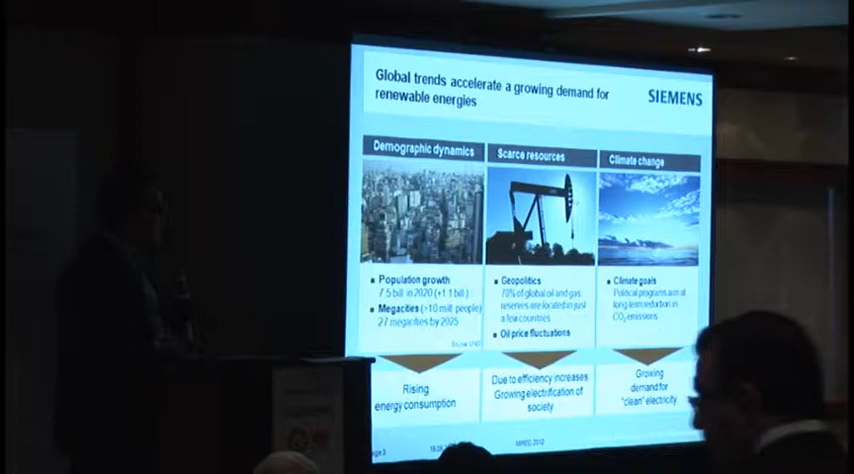 Global trends accelerate a growing demand for
renewable energies
SIEMENS
Demographic dynamics
Scarce resources
Climate change
Population growth
7.5 bill in 2020 (+1.1 bill)
Megacities (>10 mill people)
27 megacities by 2025
Geopolitics
70% of global oil and gas
reserves are located in just
a few countries
Oil price fluctuations
Climate goals
Political programs aim at
long term reduction in
CO₂ emissions
Rising
energy consumption
Due to efficiency increases
Growing electrification of
society
Growing
demand for
"clean" electricity
MREC 2012